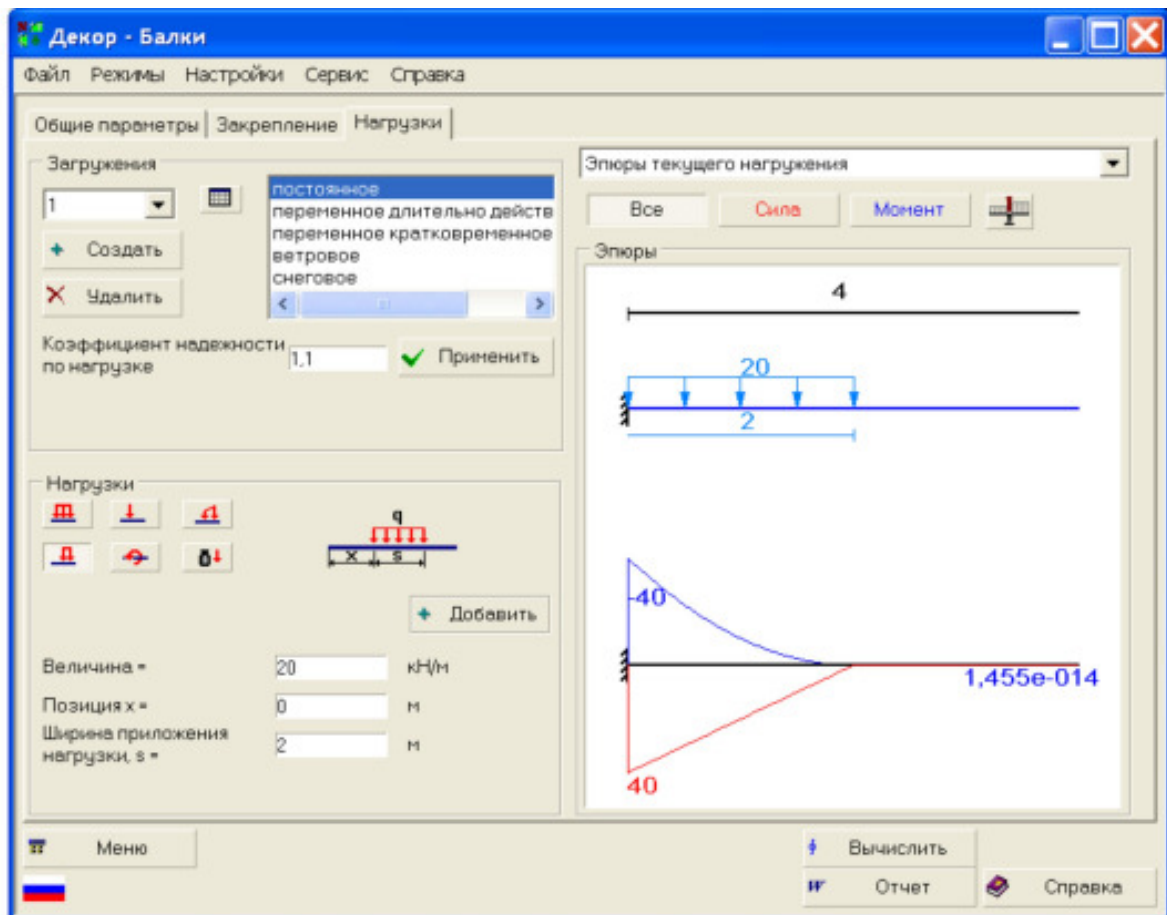 Декор - Балки
Файл Режимы Настройки Сервис Справка
Общие параметры Закрепление Нагрузки
Загружения
1
Создать
Удалить
постоянное
переменное длительно действ
переменное кратковременное
ветровое
снеговое
Коэффициент надежности
по нагрузке
1,1
Применить
Нагрузки
q
x s
Добавить
Величина = 20 кН/м
Позиция x = 0 м
Ширина приложения
нагрузки, s = 2 м
Эпюры текущего нагружения
Все Сила Момент
Эпюры
4
20
2
-40
1,455e-014
40
Меню
Вычислить
W Отчет
Справка